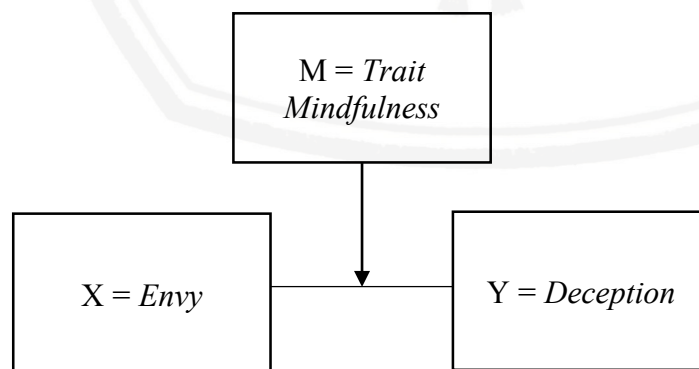 M = Trait
Mindfulness
X = Envy
Y = Deception